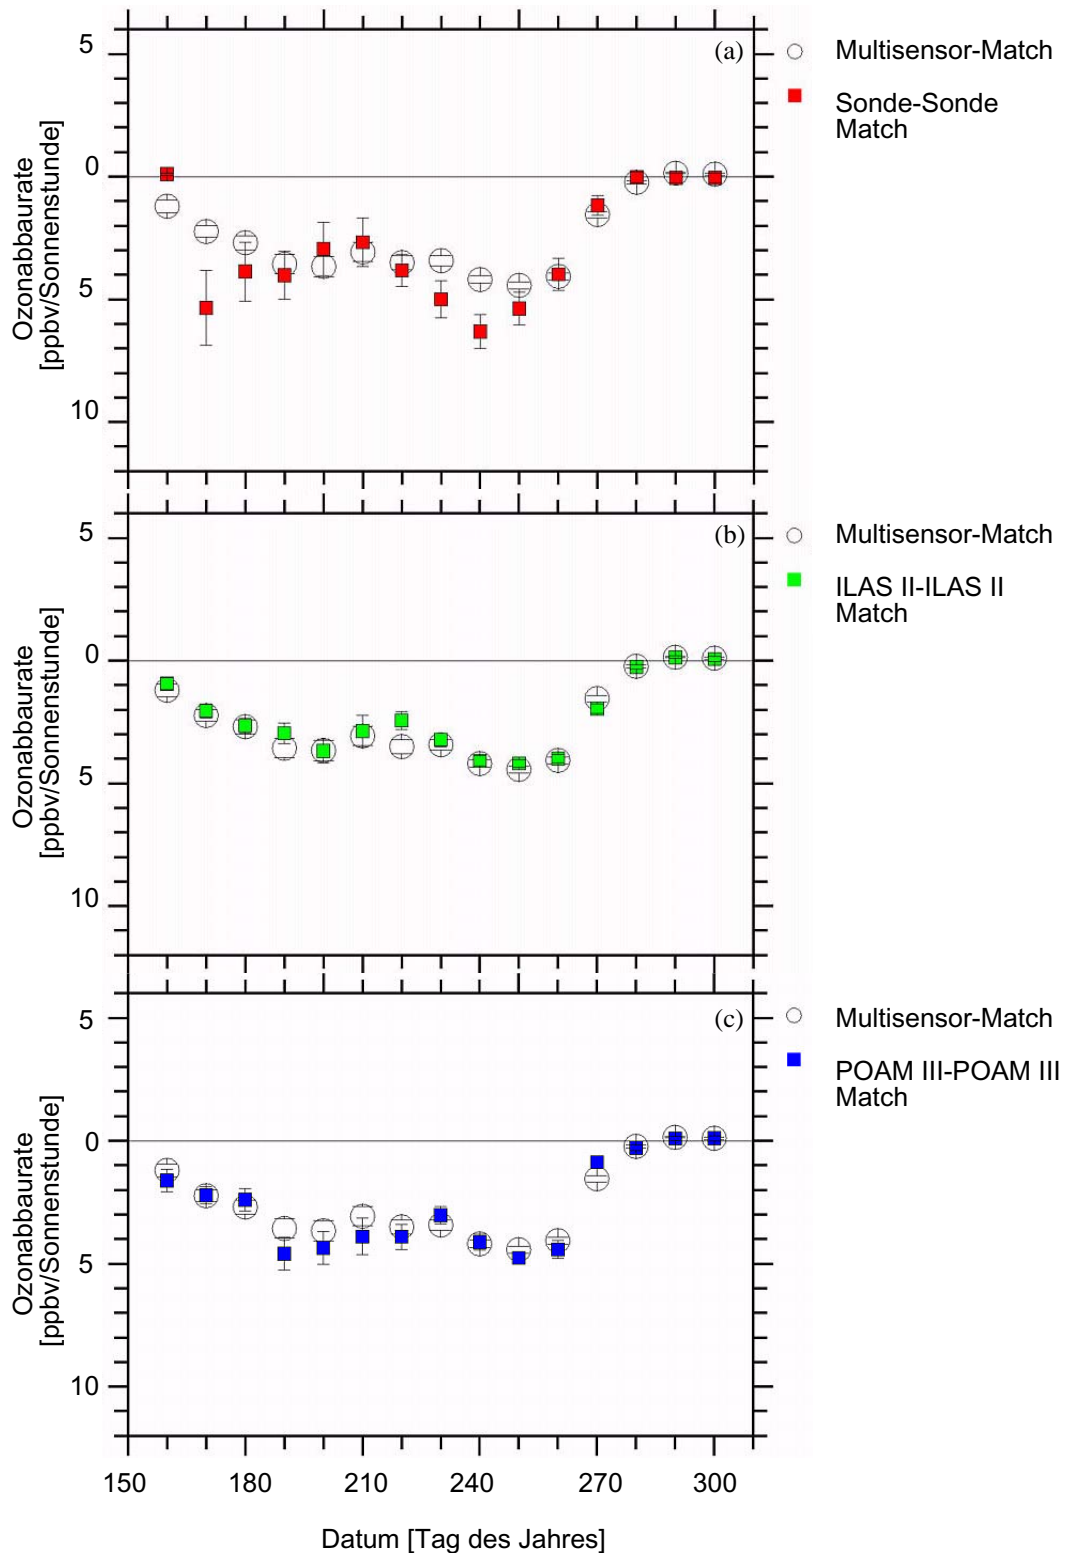 5
0
5
10
Ozonabbaurate
[ppbv/Sonnenstunde]
(a)
Multisensor-Match
Sonde-Sonde
Match
5
0
5
10
Ozonabbaurate
[ppbv/Sonnenstunde]
(b)
Multisensor-Match
ILAS II-ILAS II
Match
5
0
5
10
Ozonabbaurate
[ppbv/Sonnenstunde]
(c)
Multisensor-Match
POAM III-POAM III
Match
150 180 210 240 270 300
Datum [Tag des Jahres]